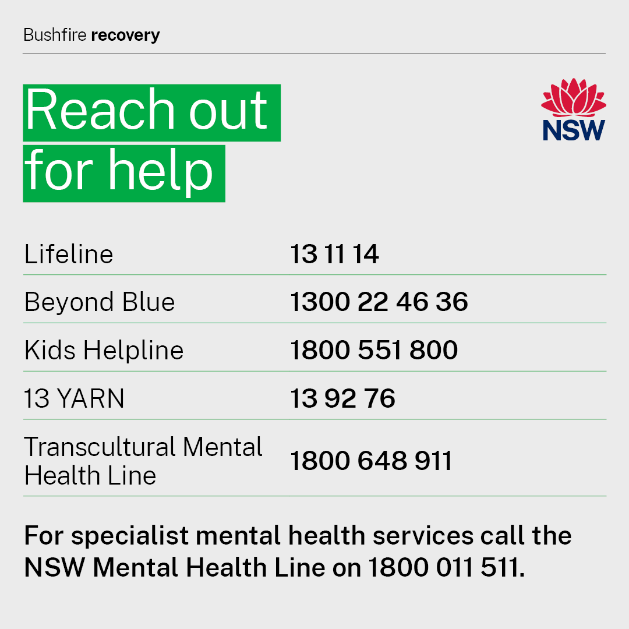 Bushfire recovery
Reach out
for help
NSW
Lifeline 13 11 14
Beyond Blue 1300 22 46 36
Kids Helpline 1800 551 800
13 YARN 13 92 76
Transcultural Mental
Health Line 1800 648 911
For specialist mental health services call the
NSW Mental Health Line on 1800 011 511.